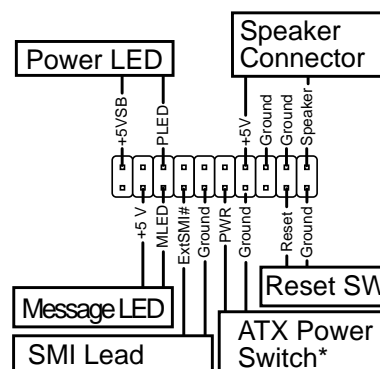 Speaker
Connector
Power LED
+5VSB
PLED
+5V
Ground
Ground
Speaker
+5 V
MLED
ExtSMI#
Ground
PWR
Ground
Reset
Ground
Reset SW
Message LED
ATX Power
Switch*
SMI Lead